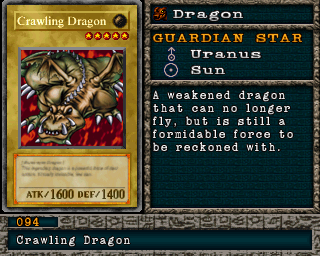 Crawling Dragon
ATK/1600 DEF/1400
Dragon
GUARDIAN STAR
Uranus
Sun
A weakened dragon
that can no longer
fly, but is still a
formidable force to
be reckoned with.
094
Crawling Dragon